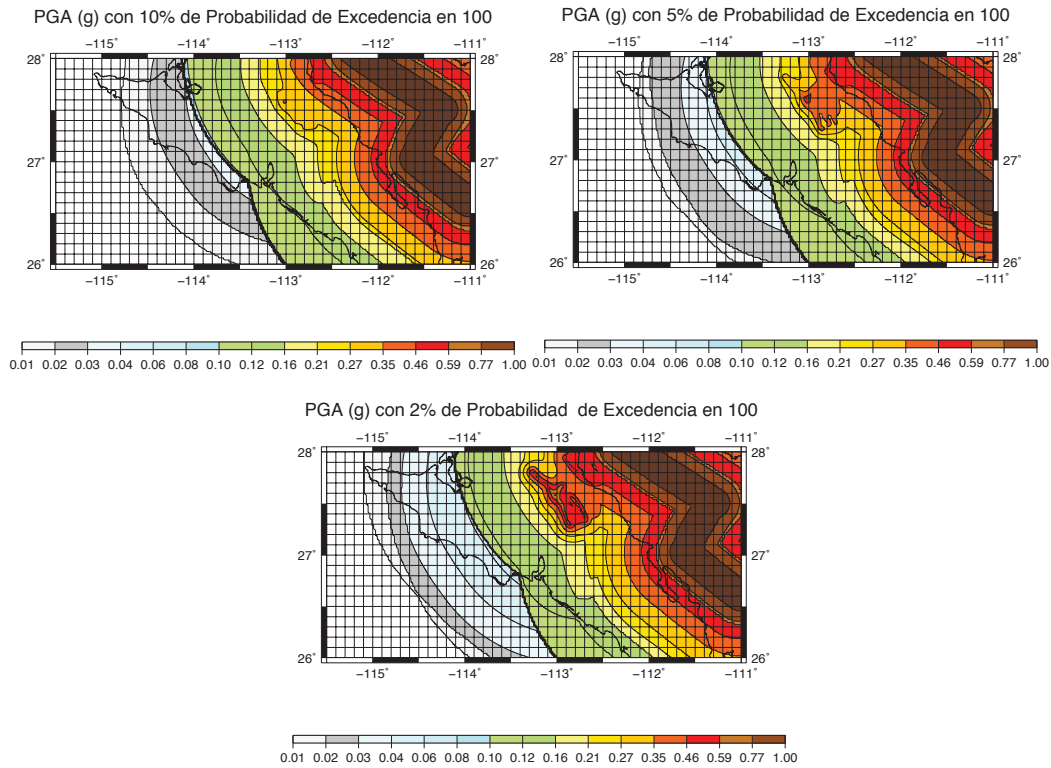 PGA (g) con 10% de Probabilidad de Excedencia en 100
−115˚ −114˚ −113˚ −112˚ −111˚
28˚ 28˚
27˚ 27˚
26˚ 26˚
−115˚ −114˚ −113˚ −112˚ −111˚
0.01 0.02 0.03 0.04 0.06 0.08 0.10 0.12 0.16 0.21 0.27 0.35 0.46 0.59 0.77 1.00
PGA (g) con 5% de Probabilidad de Excedencia en 100
−115˚ −114˚ −113˚ −112˚ −111˚
28˚ 28˚
27˚ 27˚
26˚ 26˚
−115˚ −114˚ −113˚ −112˚ −111˚
0.01 0.02 0.03 0.04 0.06 0.08 0.10 0.12 0.16 0.21 0.27 0.35 0.46 0.59 0.77 1.00
PGA (g) con 2% de Probabilidad de Excedencia en 100
−115˚ −114˚ −113˚ −112˚ −111˚
28˚ 28˚
27˚ 27˚
26˚ 26˚
−115˚ −114˚ −113˚ −112˚ −111˚
0.01 0.02 0.03 0.04 0.06 0.08 0.10 0.12 0.16 0.21 0.27 0.35 0.46 0.59 0.77 1.00